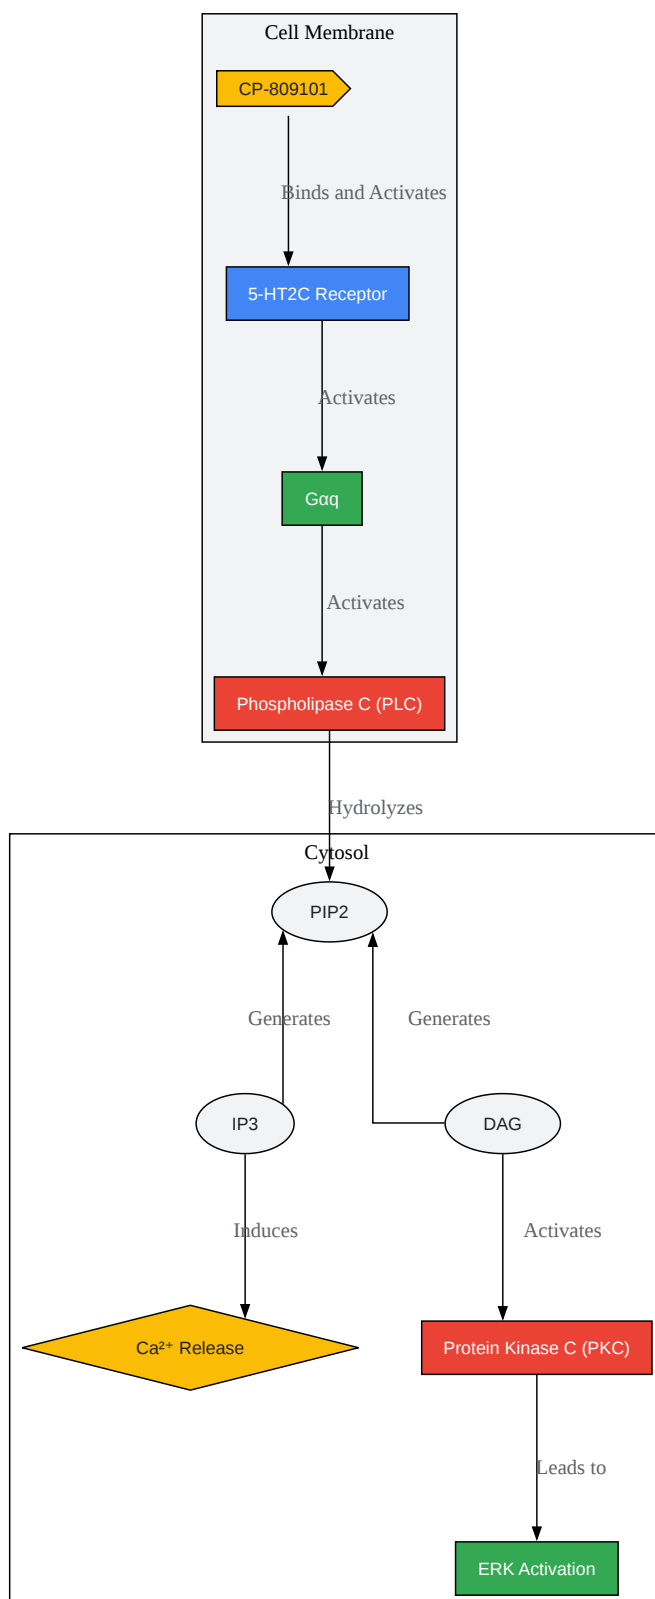 Cell Membrane
CP-809101
Binds and Activates
5-HT2C Receptor
Activates
Gαq
Activates
Phospholipase C (PLC)
Hydrolyzes
Cytosol
PIP2
Generates
Generates
IP3
DAG
Induces
Activates
Ca²⁺ Release
Protein Kinase C (PKC)
Leads to
ERK Activation